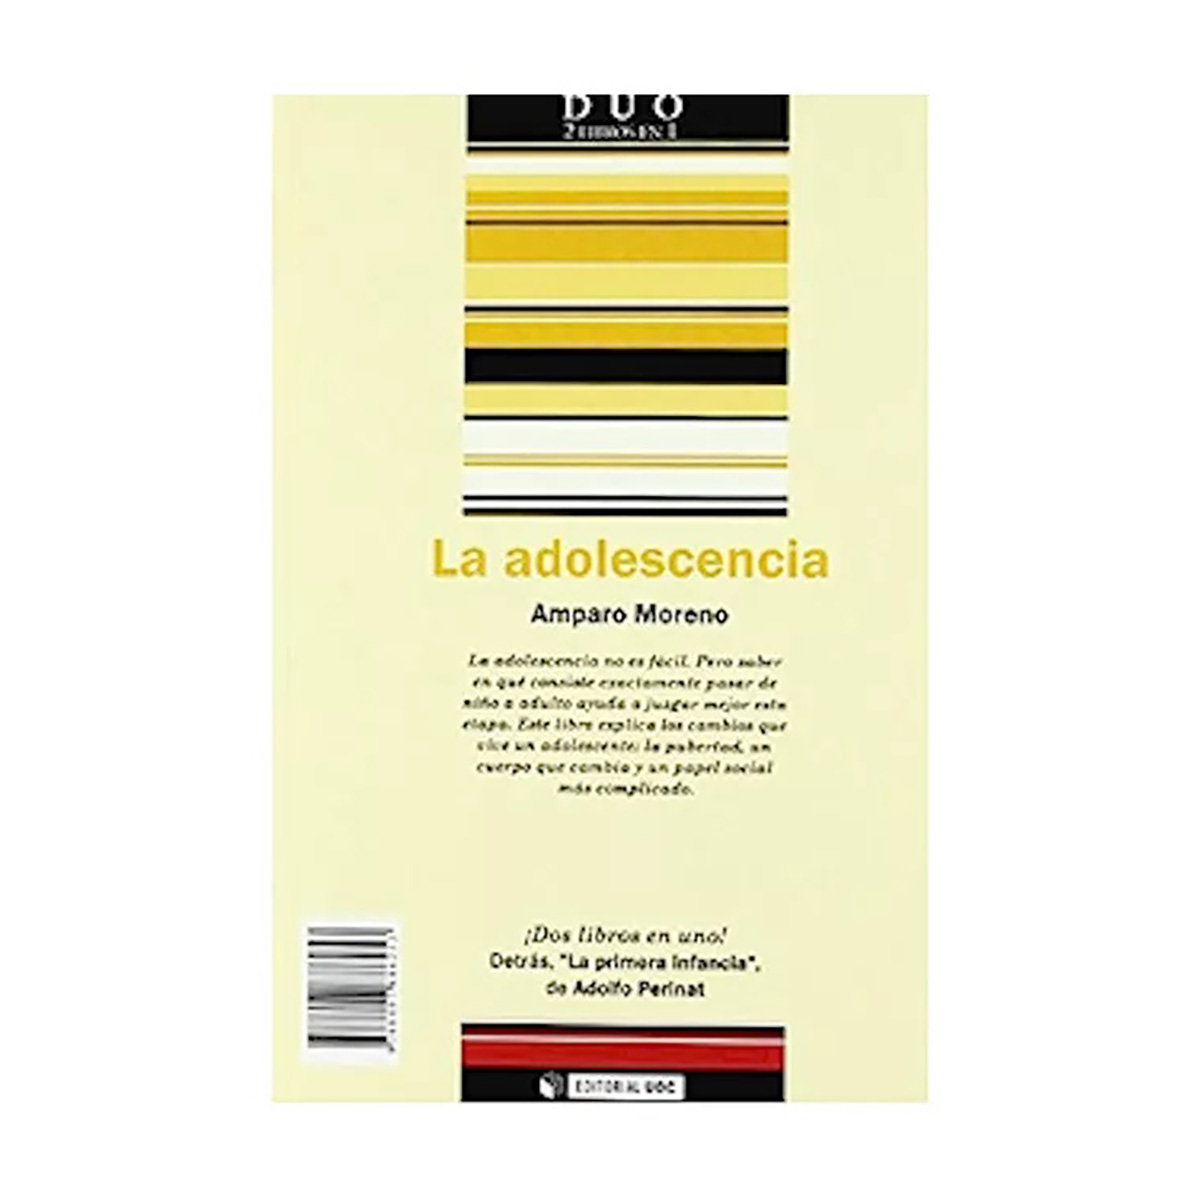 DUO
2 LIBROS EN 1
La adolescencia
Amparo Moreno
La adolescencia no es fácil. Pero saber
en qué consiste exactamente pasar de
niño a adulto ayuda a juzgar mejor esta
etapa. Este libro explica los cambios que
vive un adolescente: la pubertad, un
cuerpo que cambia y un papel social
más complicado.
¡Dos libros en uno!
Detrás, "La primera infancia",
de Adolfo Perinat
EDITORIAL UOC